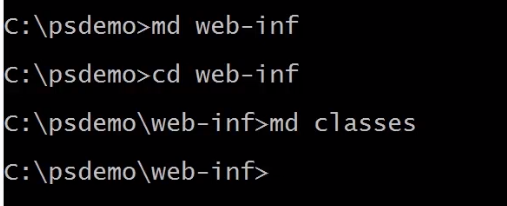 C:\psdemo>md web-inf
C:\psdemo>cd web-inf
C:\psdemo\web-inf>md classes
C:\psdemo\web-inf>